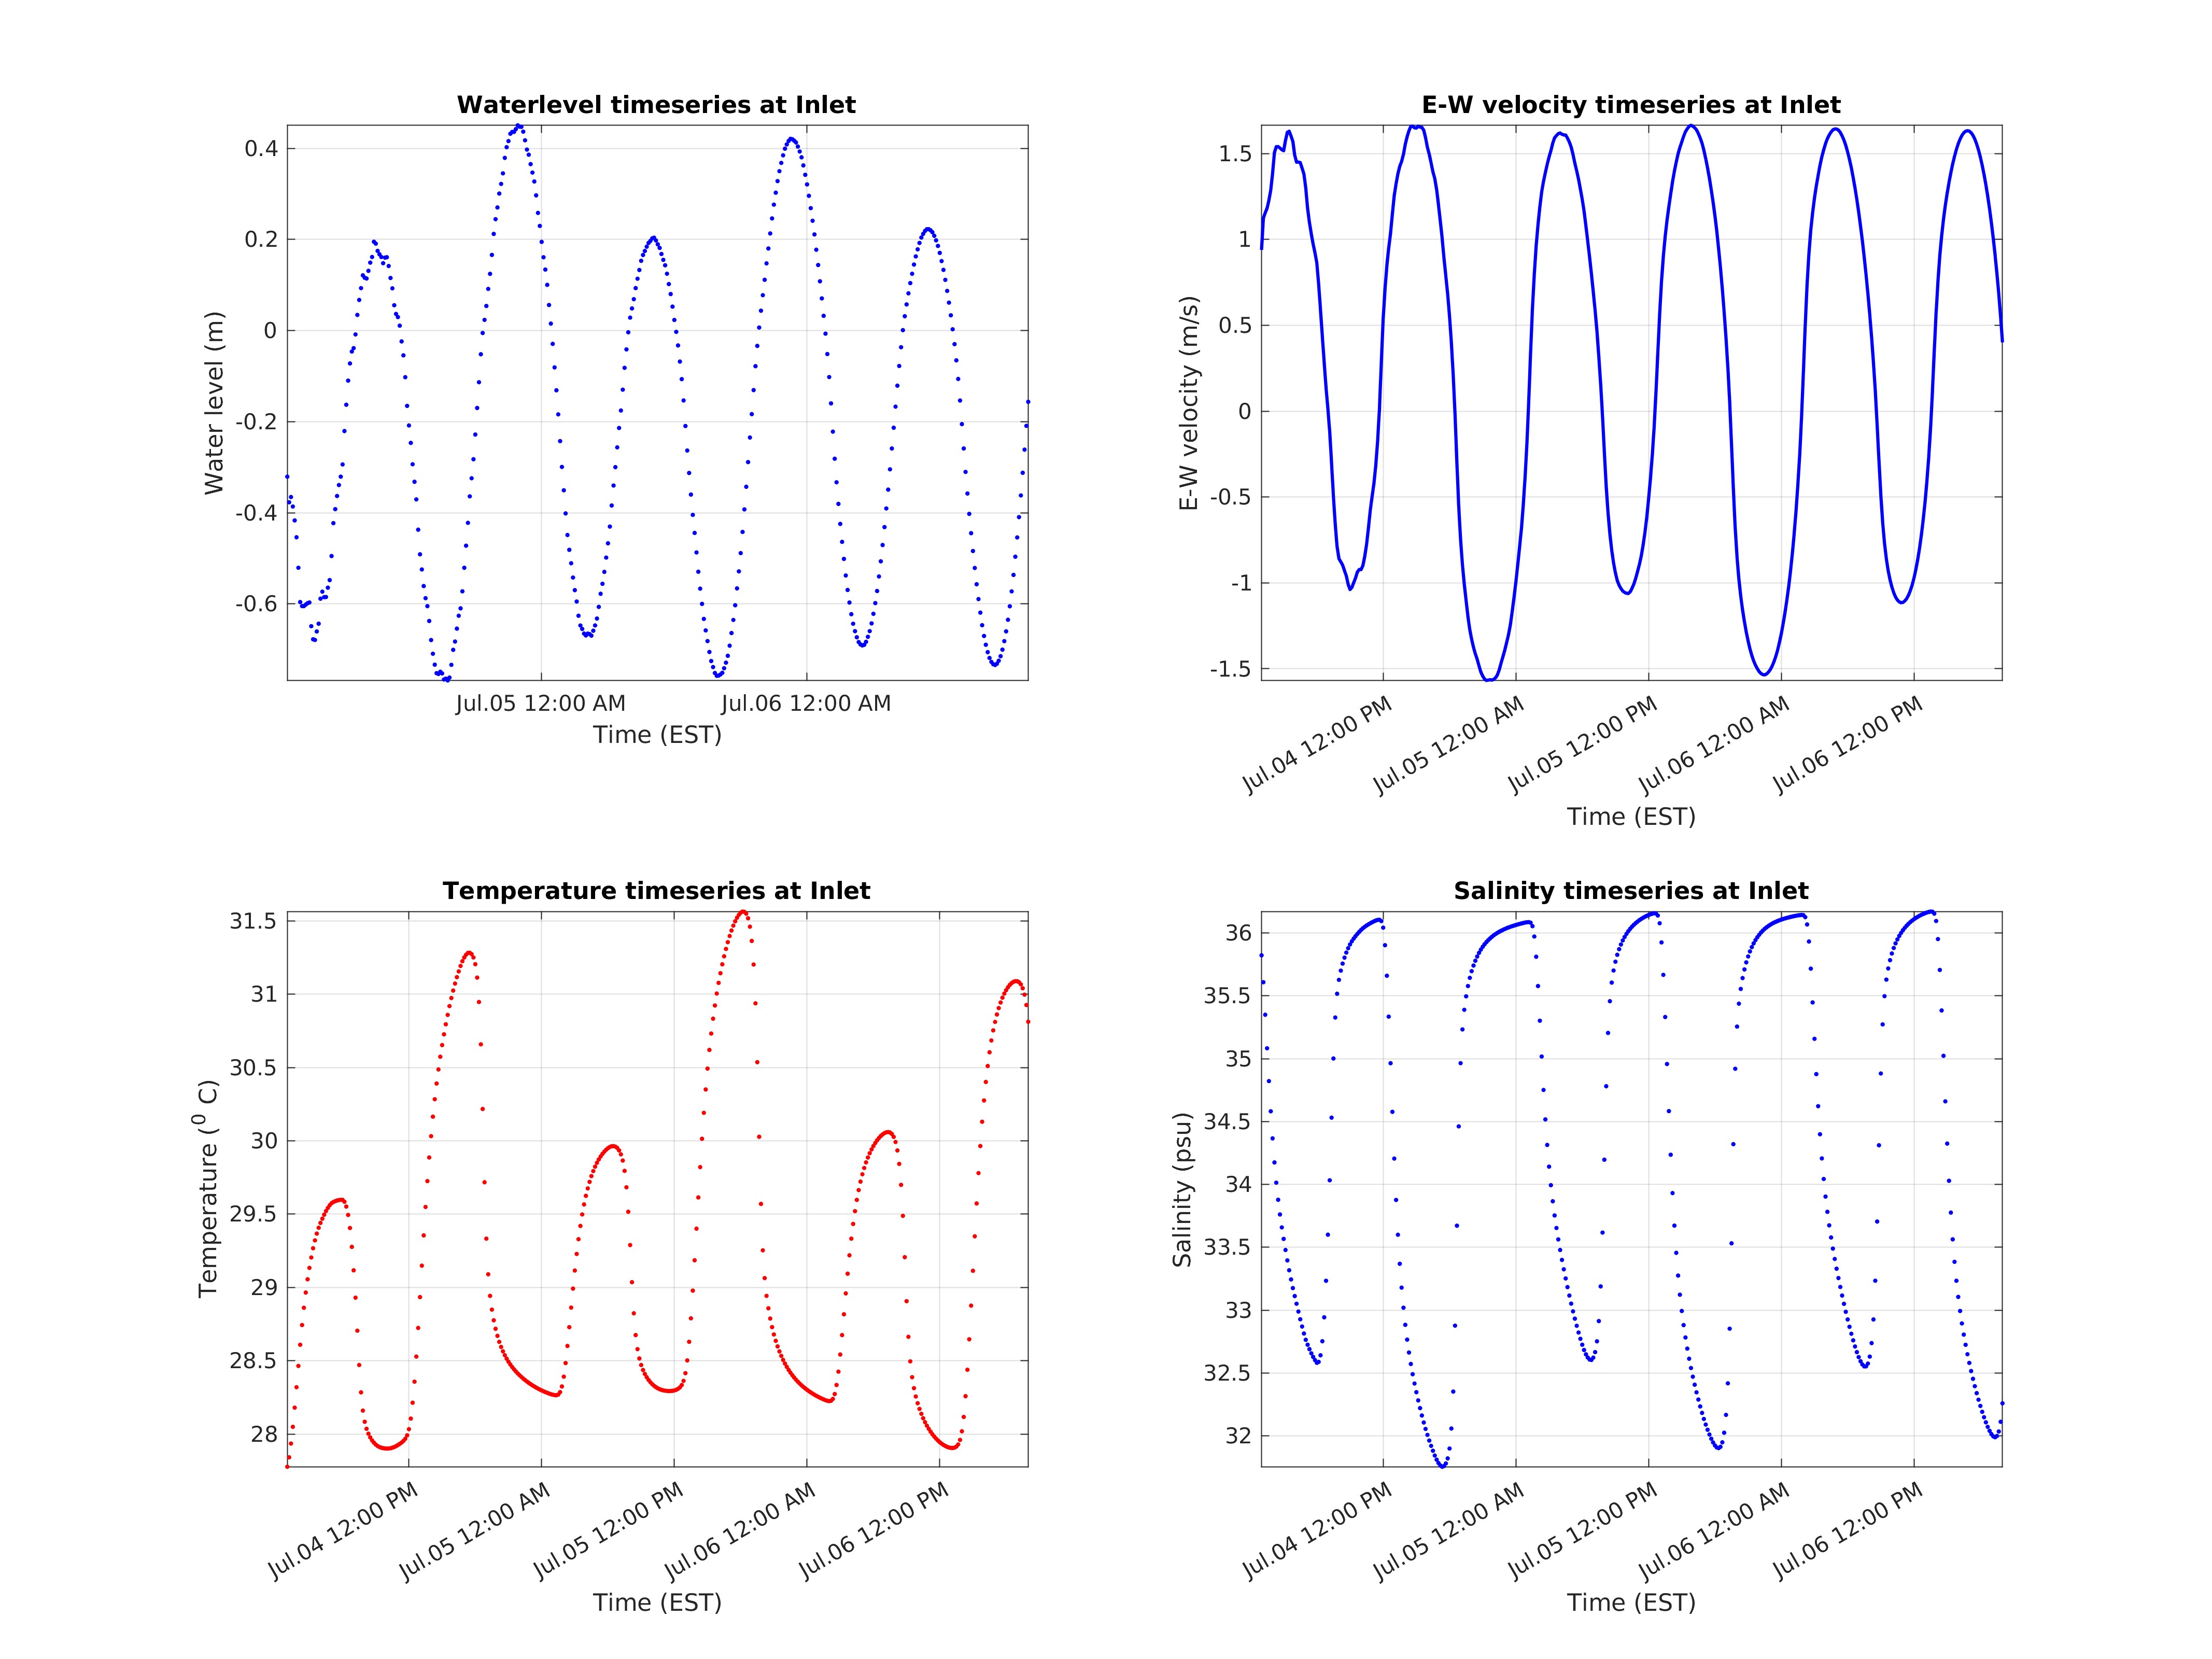 Waterlevel timeseries at Inlet
0.4
0.2
0
-0.2
-0.4
-0.6
Water level (m)
Jul.05 12:00 AM
Jul.06 12:00 AM
Time (EST)
E-W velocity timeseries at Inlet
1.5
1
0.5
0
-0.5
-1
-1.5
E-W velocity (m/s)
Jul.04 12:00 PM
Jul.05 12:00 AM
Jul.05 12:00 PM
Jul.06 12:00 AM
Jul.06 12:00 PM
Time (EST)
Temperature timeseries at Inlet
31.5
31
30.5
30
29.5
29
28.5
28
Temperature (⁰ C)
Jul.04 12:00 PM
Jul.05 12:00 AM
Jul.05 12:00 PM
Jul.06 12:00 AM
Jul.06 12:00 PM
Time (EST)
Salinity timeseries at Inlet
36
35.5
35
34.5
34
33.5
33
32.5
32
Salinity (psu)
Jul.04 12:00 PM
Jul.05 12:00 AM
Jul.05 12:00 PM
Jul.06 12:00 AM
Jul.06 12:00 PM
Time (EST)